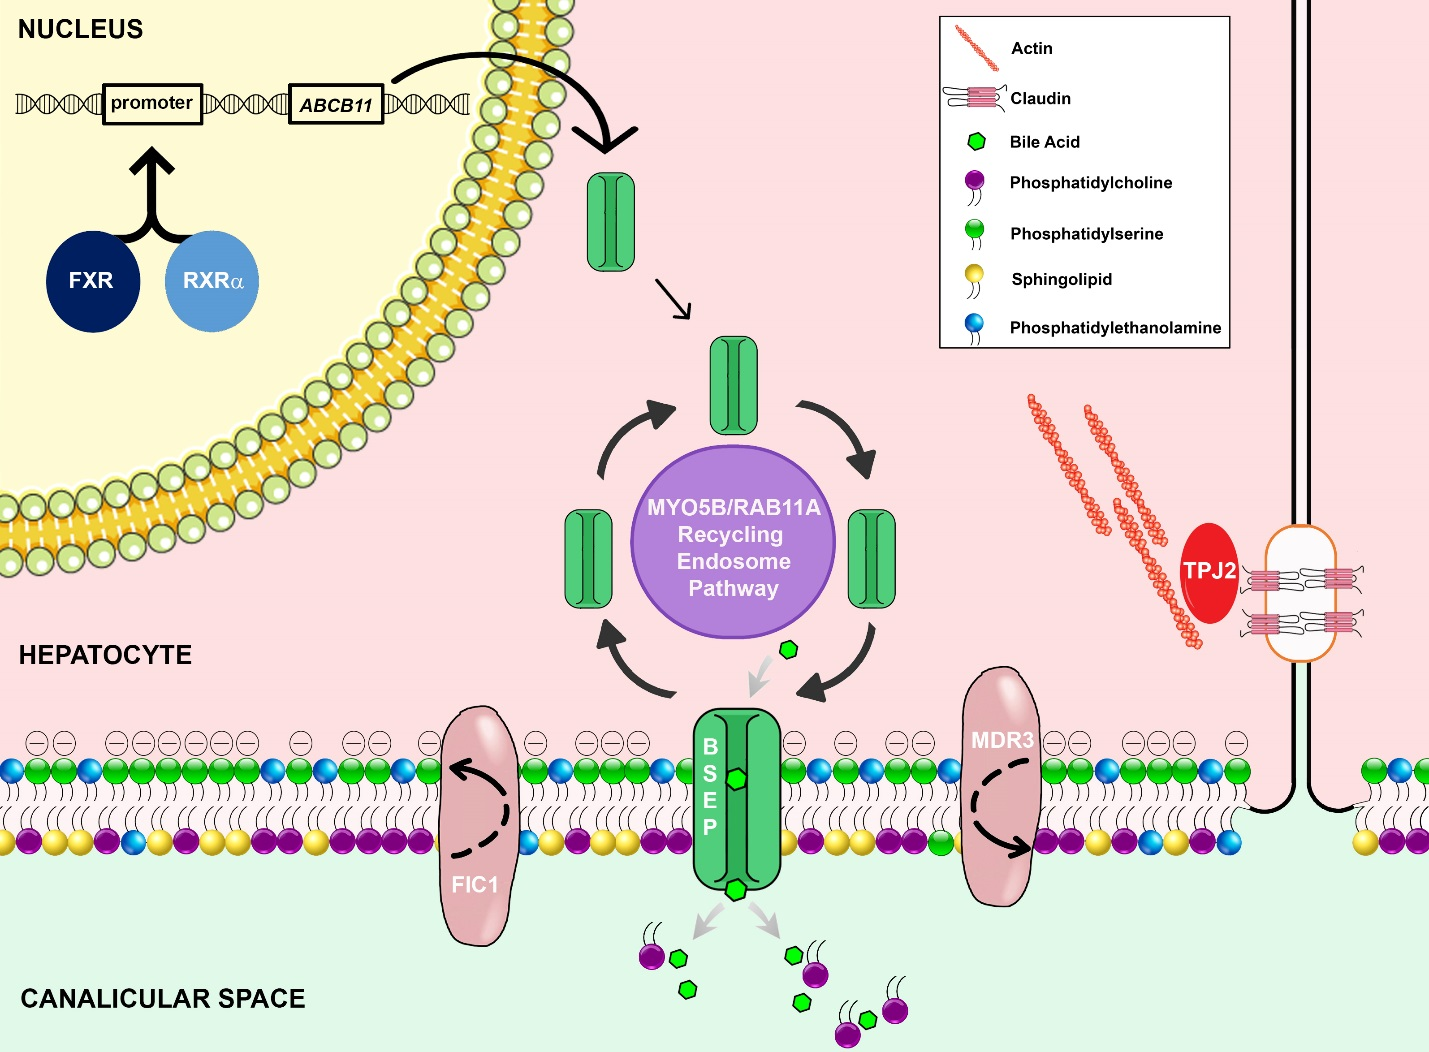 NUCLEUS
promoter
ABCB11
FXR
RXRα
Actin
Claudin
Bile Acid
Phosphatidylcholine
Phosphatidylserine
Sphingolipid
Phosphatidylethanolamine
MYO5B/RAB11A
Recycling
Endosome
Pathway
TPJ2
HEPATOCYTE
BSEP
MDR3
FIC1
CANALICULAR SPACE